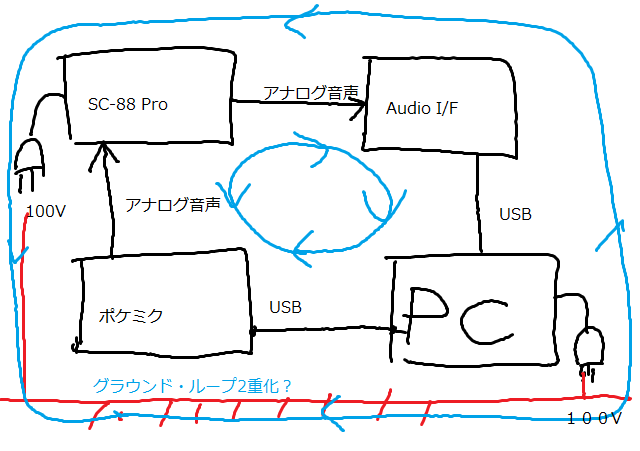 SC-88 Pro
アナログ音声
Audio I/F
100V
アナログ音声
USB
ポケミク
USB
PC
グラウンド・ループ2重化？
１００V